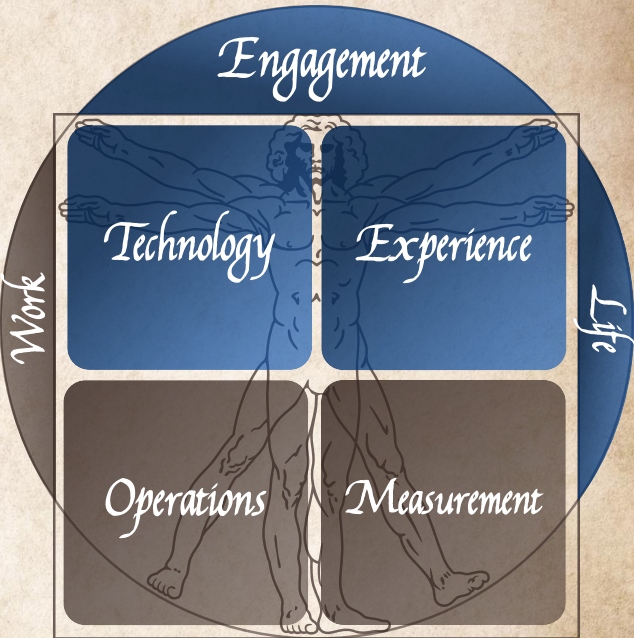 Engagement
Technology
Experience
Work
Life
Operations
Measurement